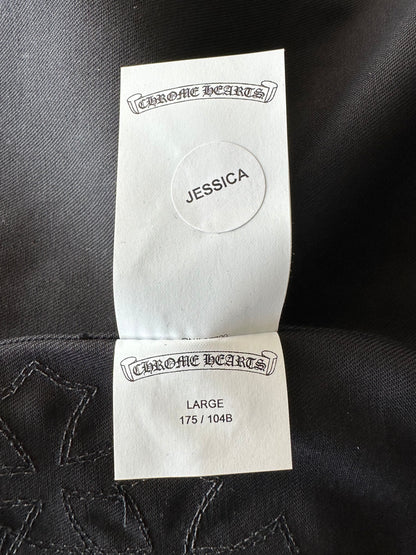 CHROME HEARTS
JESSICA
CHROME HEARTS
LARGE
175 / 104B